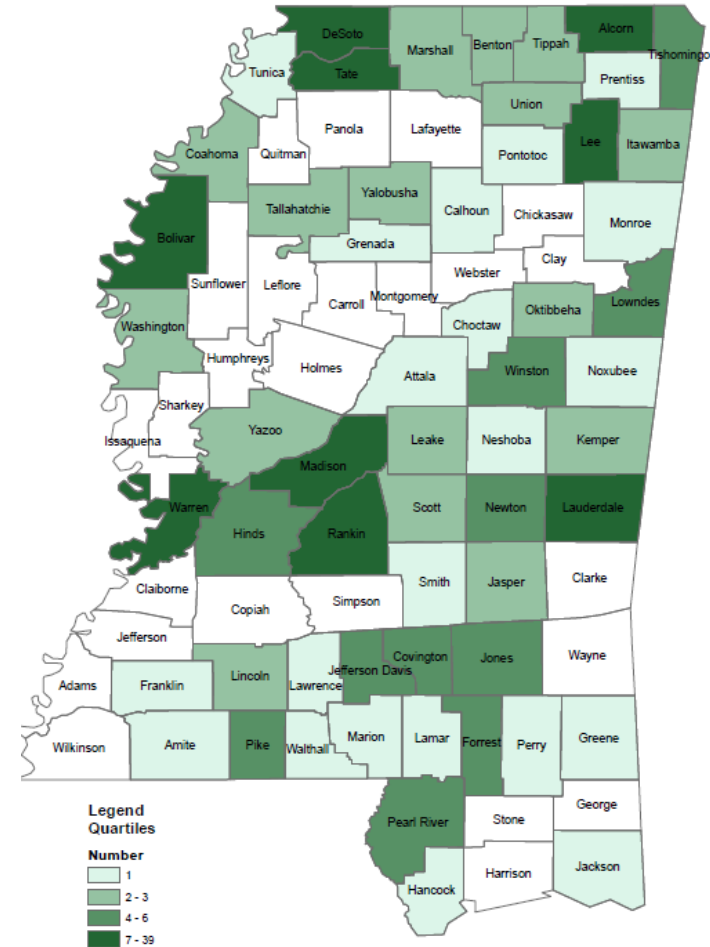 DeSoto
Alcorn
Marshall
Benton
Tippah
Tishomingo
Tunica
Tate
Prentiss
Union
Panola
Lafayette
Coahoma
Quitman
Pontotoc
Lee
Itawamba
Tallahatchie
Yalobusha
Calhoun
Chickasaw
Monroe
Bolivar
Grenada
Sunflower
Leflore
Webster
Clay
Carroll
Montgomery
Lowndes
Washington
Choctaw
Oktibbeha
Humphreys
Holmes
Attala
Winston
Noxubee
Sharkey
Issaquena
Yazoo
Leake
Neshoba
Kemper
Madison
Warren
Hinds
Rankin
Scott
Newton
Lauderdale
Claiborne
Copiah
Simpson
Smith
Jasper
Clarke
Jefferson
Adams
Franklin
Lincoln
Lawrence
Jefferson Davis
Covington
Jones
Wayne
Wilkinson
Amite
Pike
Walthall
Marion
Lamar
Forrest
Perry
Greene
Pearl River
Stone
George
Hancock
Harrison
Jackson
Legend
Quartiles
Number
1
2 - 3
4 - 6
7 - 39